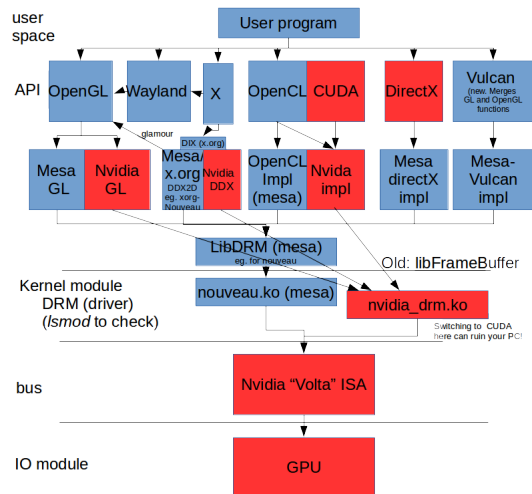 user
space
User program
API
OpenGL
Wayland
X
OpenCL
CUDA
DirectX
Vulcan
(new. Merges
GL and OpenGL
functions)
glamour
DIX (x.org)
Mesa
GL
Nvidia
GL
Mesa/
x.org
DDX2D
eg. xorg-
Nouveau
Nvidia
DDX
OpenCL
Impl
(mesa)
Nvida
impl
Mesa
directX
impl
Mesa-
Vulcan
impl
LibDRM (mesa)
eg. for nouveau
Old: libFrameBuffer
Kernel module
DRM (driver)
(lsmod to check)
nouveau.ko (mesa)
nvidia_drm.ko
Switching to CUDA
here can ruin your PC!
bus
Nvidia “Volta” ISA
IO module
GPU